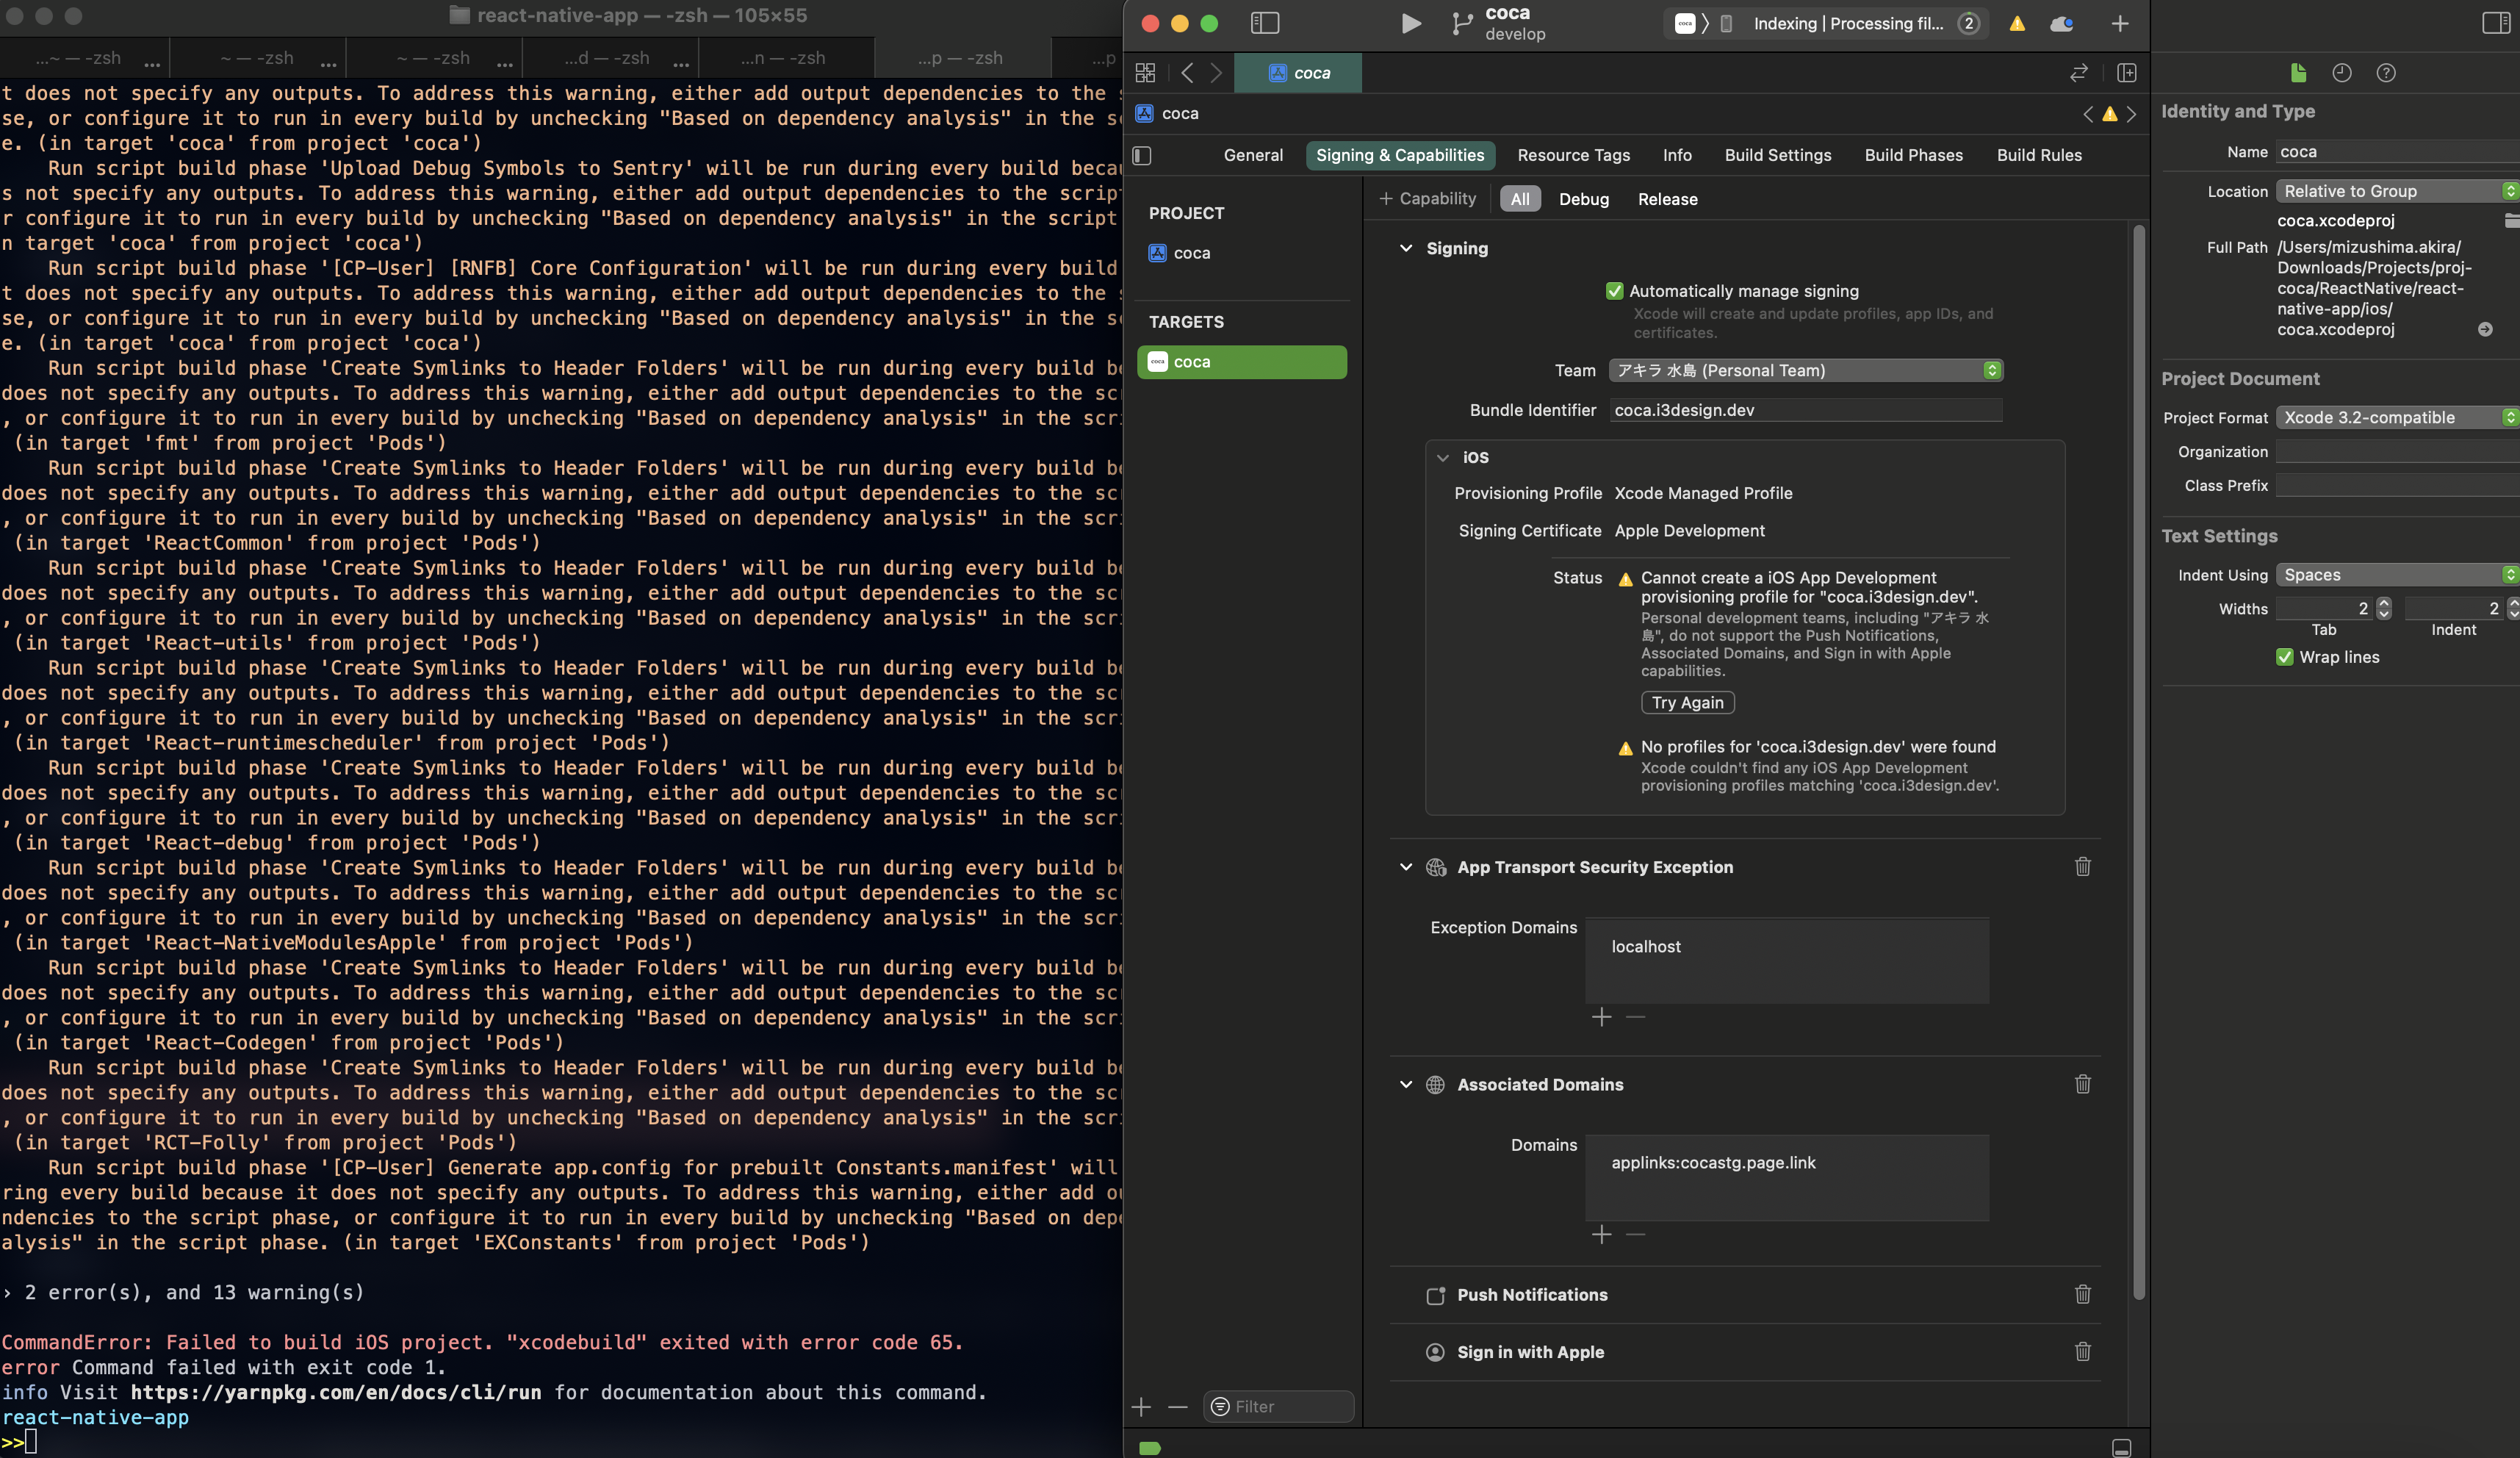 react-native-app — -zsh — 105×55
...~ — -zsh ...
~ — -zsh ...
~ — -zsh ...
...d — -zsh ...
...n — -zsh
...p — -zsh
...p
t does not specify any outputs. To address this warning, either add output dependencies to the
se, or configure it to run in every build by unchecking "Based on dependency analysis" in the
e. (in target 'coca' from project 'coca')
Run script build phase 'Upload Debug Symbols to Sentry' will be run during every build
s not specify any outputs. To address this warning, either add output dependencies to the script
r configure it to run in every build by unchecking "Based on dependency analysis" in the script
n target 'coca' from project 'coca')
Run script build phase '[CP-User] [RNFB] Core Configuration' will be run during every build
t does not specify any outputs. To address this warning, either add output dependencies to the
se, or configure it to run in every build by unchecking "Based on dependency analysis" in the
e. (in target 'coca' from project 'coca')
Run script build phase 'Create Symlinks to Header Folders' will be run during every build
does not specify any outputs. To address this warning, either add output dependencies to the
, or configure it to run in every build by unchecking "Based on dependency analysis" in the
(in target 'fmt' from project 'Pods')
Run script build phase 'Create Symlinks to Header Folders' will be run during every build
does not specify any outputs. To address this warning, either add output dependencies to the
, or configure it to run in every build by unchecking "Based on dependency analysis" in the
(in target 'ReactCommon' from project 'Pods')
Run script build phase 'Create Symlinks to Header Folders' will be run during every build
does not specify any outputs. To address this warning, either add output dependencies to the
, or configure it to run in every build by unchecking "Based on dependency analysis" in the
(in target 'React-utils' from project 'Pods')
Run script build phase 'Create Symlinks to Header Folders' will be run during every build
does not specify any outputs. To address this warning, either add output dependencies to the
, or configure it to run in every build by unchecking "Based on dependency analysis" in the
(in target 'React-runtimescheduler' from project 'Pods')
Run script build phase 'Create Symlinks to Header Folders' will be run during every build
does not specify any outputs. To address this warning, either add output dependencies to the
, or configure it to run in every build by unchecking "Based on dependency analysis" in the
(in target 'React-debug' from project 'Pods')
Run script build phase 'Create Symlinks to Header Folders' will be run during every build
does not specify any outputs. To address this warning, either add output dependencies to the
, or configure it to run in every build by unchecking "Based on dependency analysis" in the
(in target 'React-NativeModulesApple' from project 'Pods')
Run script build phase 'Create Symlinks to Header Folders' will be run during every build
does not specify any outputs. To address this warning, either add output dependencies to the
, or configure it to run in every build by unchecking "Based on dependency analysis" in the
(in target 'React-Codegen' from project 'Pods')
Run script build phase 'Create Symlinks to Header Folders' will be run during every build
does not specify any outputs. To address this warning, either add output dependencies to the
, or configure it to run in every build by unchecking "Based on dependency analysis" in the
(in target 'RCT-Folly' from project 'Pods')
Run script build phase '[CP-User] Generate app.config for prebuilt Constants.manifest' will
ring every build because it does not specify any outputs. To address this warning, either add
ndencies to the script phase, or configure it to run in every build by unchecking "Based on
alysis" in the script phase. (in target 'EXConstants' from project 'Pods')
› 2 error(s), and 13 warning(s)
CommandError: Failed to build iOS project. "xcodebuild" exited with error code 65.
error Command failed with exit code 1.
info Visit https://yarnpkg.com/en/docs/cli/run for documentation about this command.
react-native-app
>>
coca
develop
coca
Indexing | Processing fil...
2
coca
coca
General
Signing & Capabilities
Resource Tags
Info
Build Settings
Build Phases
Build Rules
PROJECT
coca
TARGETS
coca
coca
Filter
+ Capability
All
Debug
Release
Signing
Automatically manage signing
Xcode will create and update profiles, app IDs, and
certificates.
Team アキラ 水島 (Personal Team)
Bundle Identifier coca.i3design.dev
iOS
Provisioning Profile Xcode Managed Profile
Signing Certificate Apple Development
Status Cannot create a iOS App Development
provisioning profile for "coca.i3design.dev".
Personal development teams, including "アキラ 水
島", do not support the Push Notifications,
Associated Domains, and Sign in with Apple
capabilities.
Try Again
No profiles for 'coca.i3design.dev' were found
Xcode couldn't find any iOS App Development
provisioning profiles matching 'coca.i3design.dev'.
App Transport Security Exception
Exception Domains
localhost
Associated Domains
Domains
applinks:cocastg.page.link
Push Notifications
Sign in with Apple
Identity and Type
Name coca
Location Relative to Group
coca.xcodeproj
Full Path /Users/mizushima.akira/
Downloads/Projects/proj-
coca/ReactNative/react-
native-app/ios/
coca.xcodeproj
Project Document
Project Format Xcode 3.2-compatible
Organization
Class Prefix
Text Settings
Indent Using Spaces
Widths 2 2
Tab Indent
Wrap lines